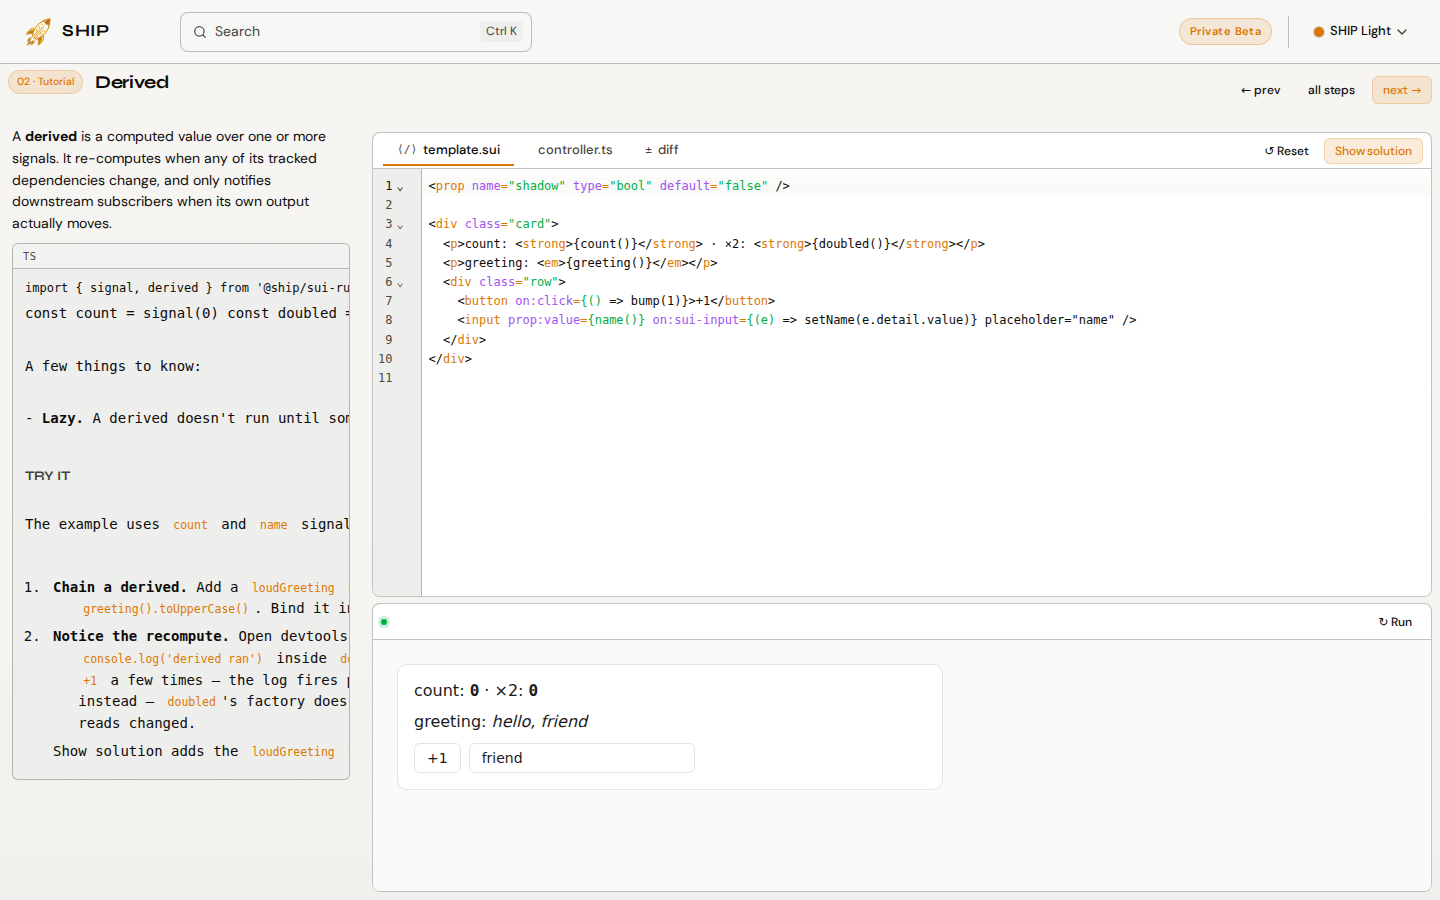 SHIP
Search
Ctrl K
Private Beta
SHIP Light
02 · Tutorial
Derived
← prev
all steps
next →
A derived is a computed value over one or more
signals. It re-computes when any of its tracked
dependencies change, and only notifies
downstream subscribers when its own output
actually moves.
TS
import { signal, derived } from '@ship/sui-ru
const count = signal(0) const doubled =
A few things to know:
- Lazy. A derived doesn't run until som
TRY IT
The example uses count and name signal
1. Chain a derived. Add a loudGreeting
greeting().toUpperCase() . Bind it in
2. Notice the recompute. Open devtools
console.log('derived ran') inside do
+1 a few times — the log fires p
instead — doubled 's factory does
reads changed.
Show solution adds the loudGreeting
⟨/⟩ template.sui
controller.ts
± diff
↺ Reset
Show solution
1 <prop name="shadow" type="bool" default="false" />
2
3 <div class="card">
4 <p>count: <strong>{count()}</strong> · ×2: <strong>{doubled()}</strong></p>
5 <p>greeting: <em>{greeting()}</em></p>
6 <div class="row">
7 <button on:click={() => bump(1)}>+1</button>
8 <input prop:value={name()} on:sui-input={(e) => setName(e.detail.value)} placeholder="name" />
9 </div>
10 </div>
11
↻ Run
count: 0 · ×2: 0
greeting: hello, friend
+1
friend